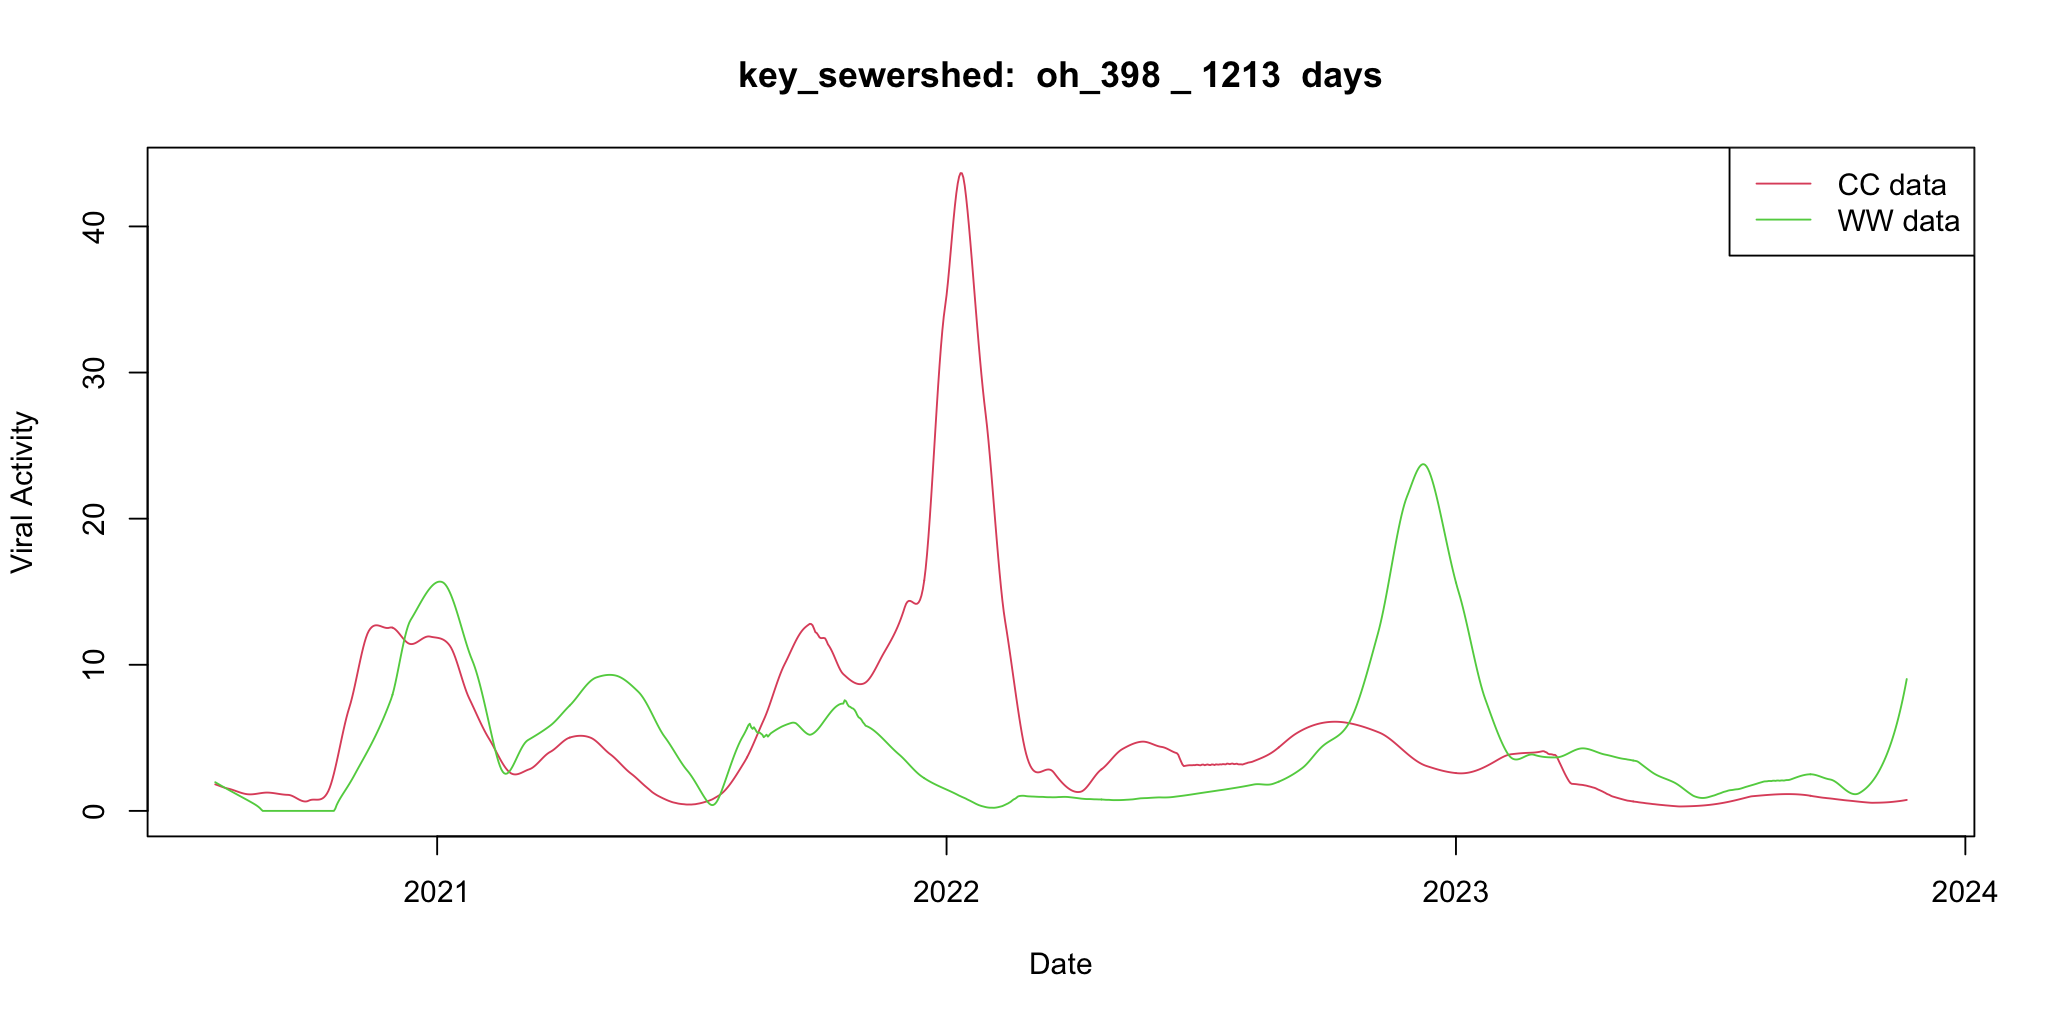 key_sewershed:  oh_398 _ 1213  days
CC data
WW data
Viral Activity
40
30
20
10
0
2021
2022
2023
2024
Date